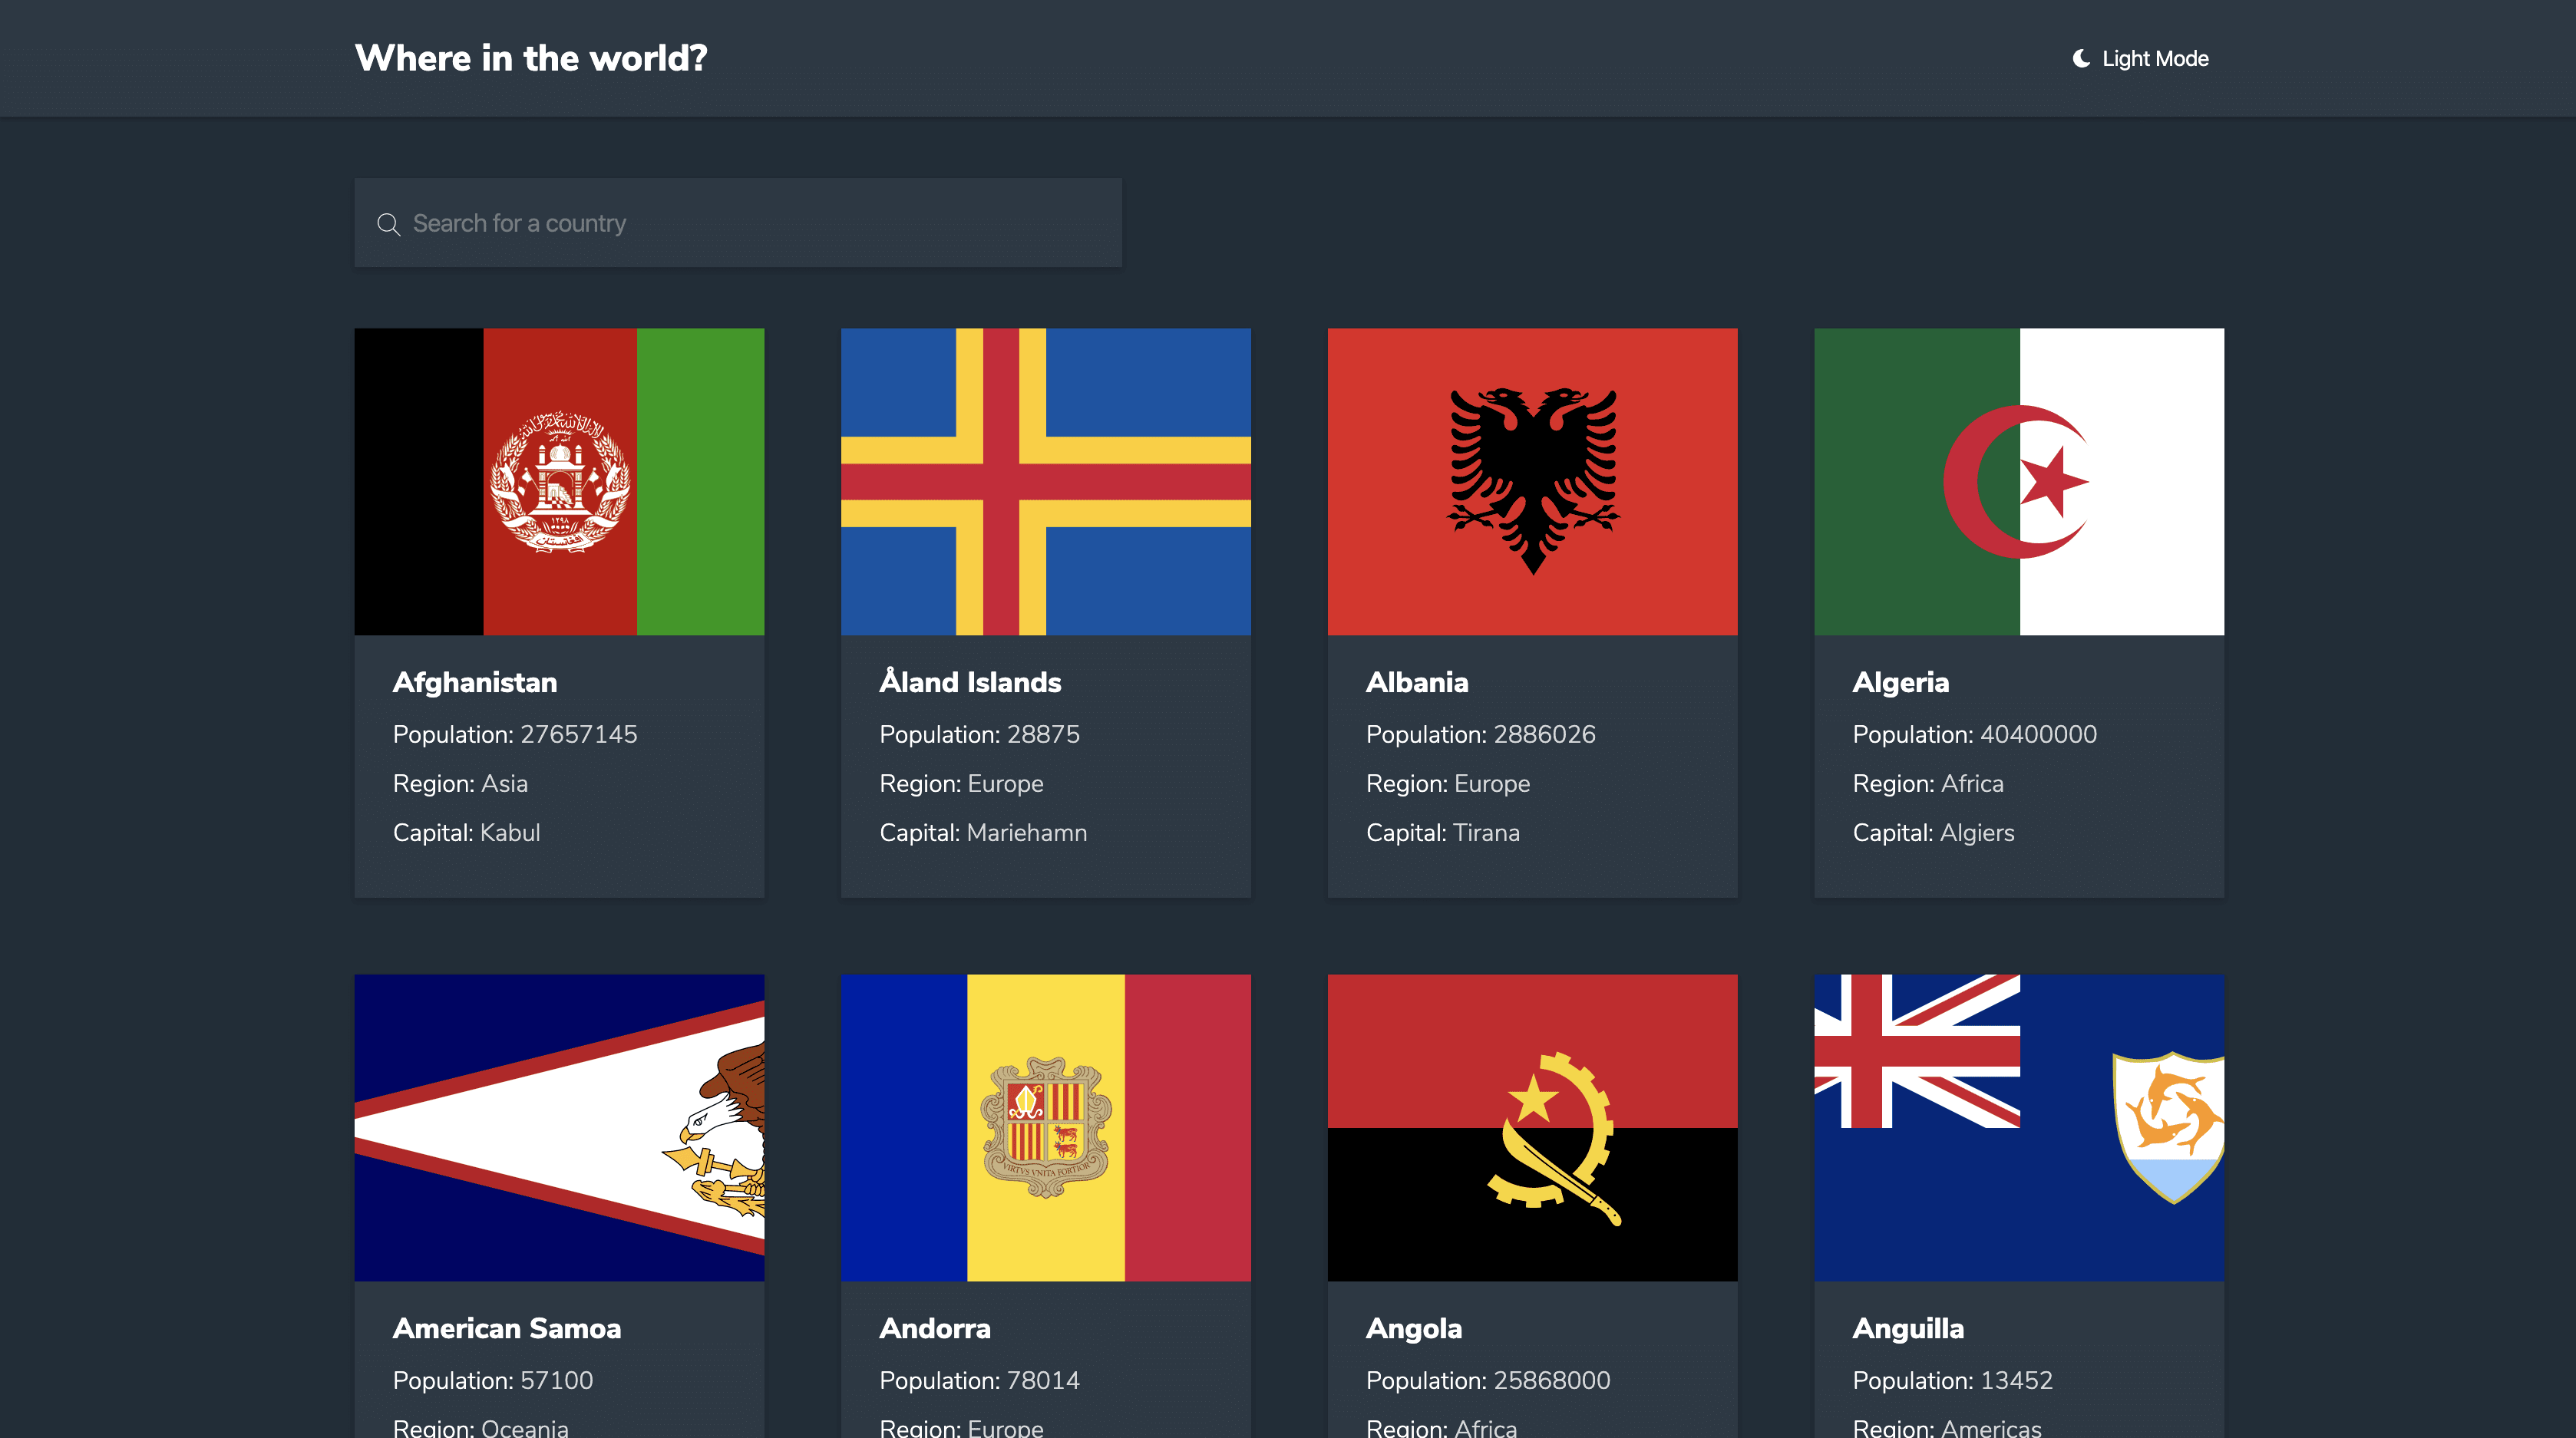 Where in the world?
Light Mode
Search for a country
Afghanistan
Population: 27657145
Region: Asia
Capital: Kabul
Åland Islands
Population: 28875
Region: Europe
Capital: Mariehamn
Albania
Population: 2886026
Region: Europe
Capital: Tirana
Algeria
Population: 40400000
Region: Africa
Capital: Algiers
VIRTVS VNITA FORTIOR
American Samoa
Population: 57100
Region: Oceania
Andorra
Population: 78014
Region: Europe
Angola
Population: 25868000
Region: Africa
Anguilla
Population: 13452
Region: Americas